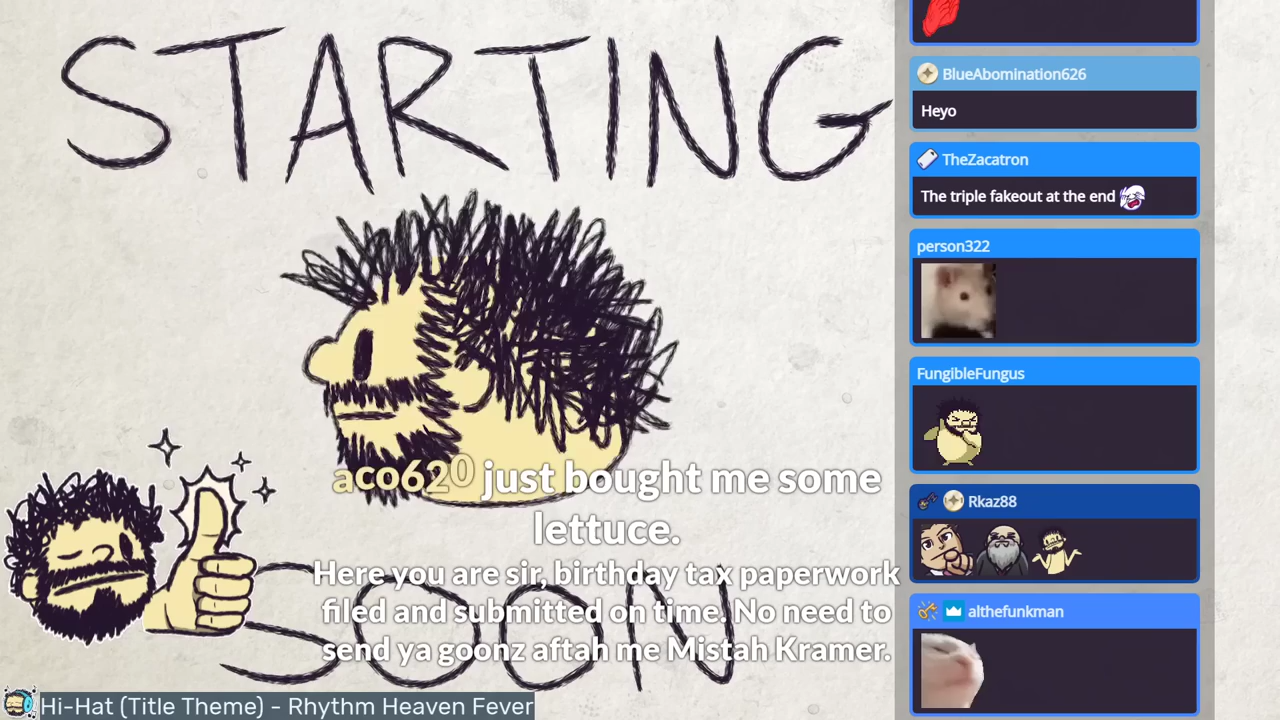 STARTING
SOON
aco620 just bought me some
lettuce.
Here you are sir, birthday tax paperwork
filed and submitted on time. No need to
send ya goonz aftah me Mistah Kramer.
Hi-Hat (Title Theme) - Rhythm Heaven Fever
BlueAbomination626
Heyo
TheZacatron
The triple fakeout at the end
person322
FungibleFungus
Rkaz88
althefunkman